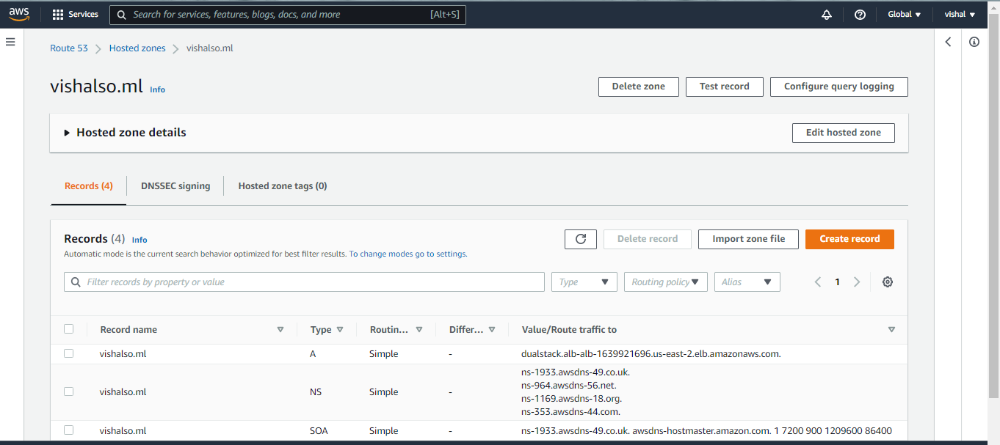 aws Services Search for services, features, blogs, docs, and more [Alt+S] Global vishal
Route 53 Hosted zones vishalso.ml
vishalso.ml Info Delete zone Test record Configure query logging
Hosted zone details Edit hosted zone
Records (4) DNSSEC signing Hosted zone tags (0)
Records (4) Info Delete record Import zone file Create record
Automatic mode is the current search behavior optimized for best filter results. To change modes go to settings.
Filter records by property or value Type Routing policy Alias 1
Record name Type Routin... Differ... Value/Route traffic to
vishalso.ml A Simple - dualstack.alb-alb-1639921696.us-east-2.elb.amazonaws.com.
ns-1933.awsdns-49.co.uk.
ns-964.awsdns-56.net.
vishalso.ml NS Simple -
ns-1169.awsdns-18.org.
ns-353.awsdns-44.com.
vishalso.ml SOA Simple - ns-1933.awsdns-49.co.uk. awsdns-hostmaster.amazon.com. 1 7200 900 1209600 86400